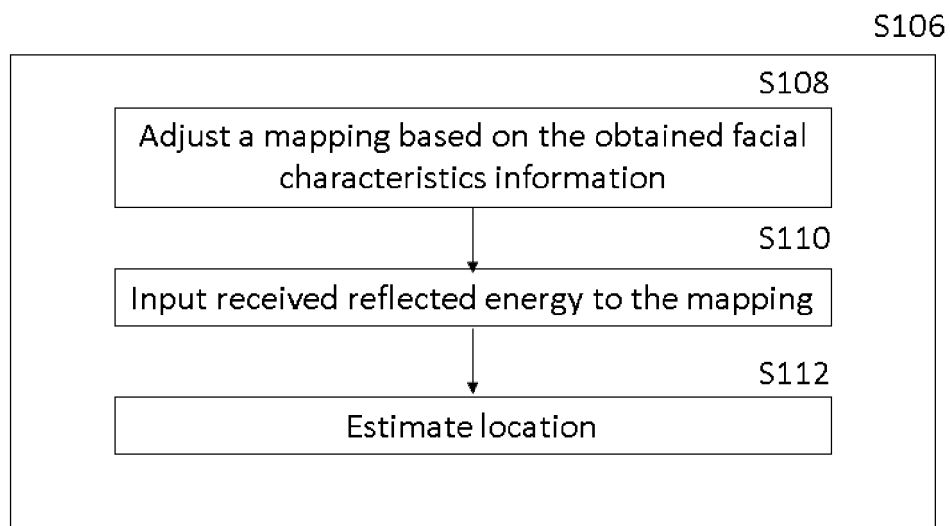 S106
S108
Adjust a mapping based on the obtained facial
characteristics information
S110
Input received reflected energy to the mapping
S112
Estimate location